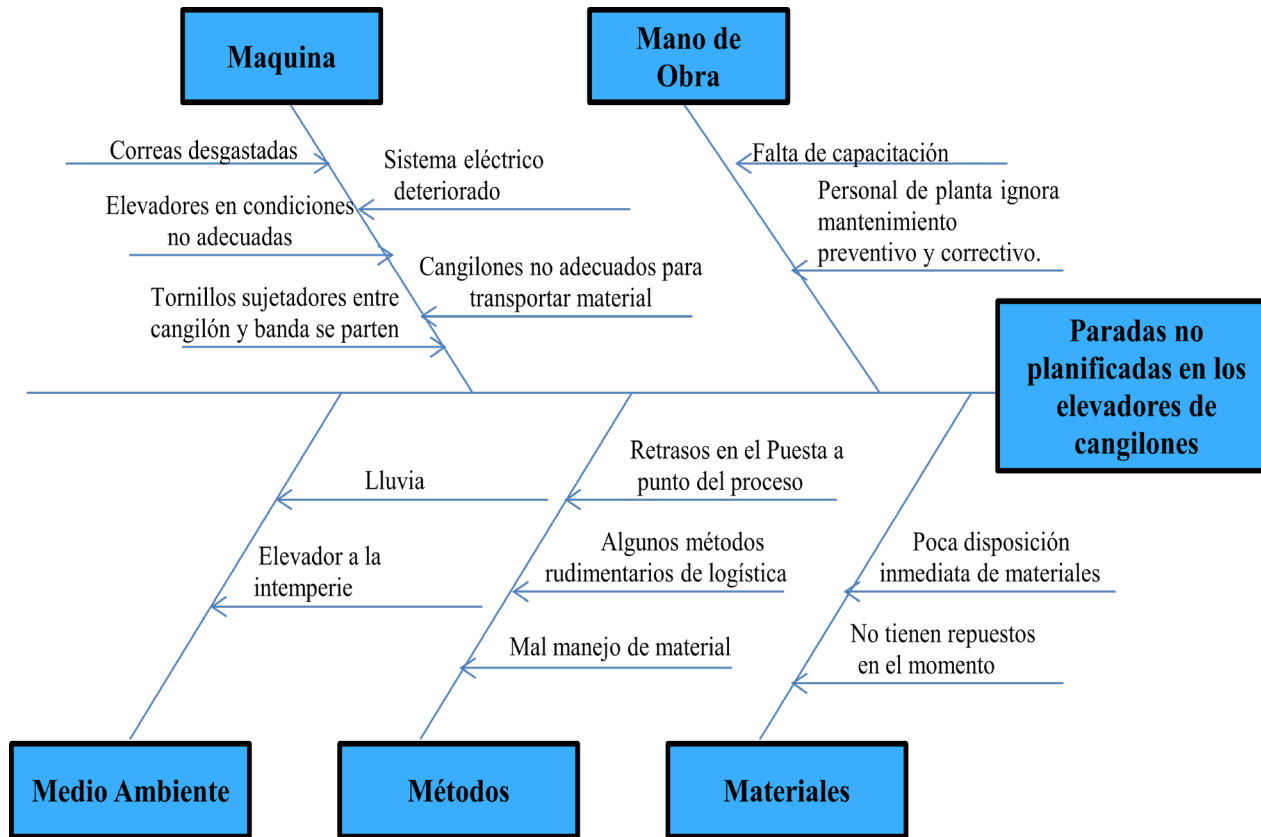 Maquina
Mano de
Obra
Correas desgastadas
Sistema eléctrico
deteriorado
Elevadores en condiciones
no adecuadas
Cangilones no adecuados para
transportar material
Tornillos sujetadores entre
cangilón y banda se parten
Falta de capacitación
Personal de planta ignora
mantenimiento
preventivo y correctivo.
Paradas no
planificadas en los
elevadores de
cangilones
Lluvia
Elevador a la
intemperie
Retrasos en el Puesta a
punto del proceso
Algunos métodos
rudimentarios de logística
Mal manejo de material
Poca disposición
inmediata de materiales
No tienen repuestos
en el momento
Medio Ambiente
Métodos
Materiales